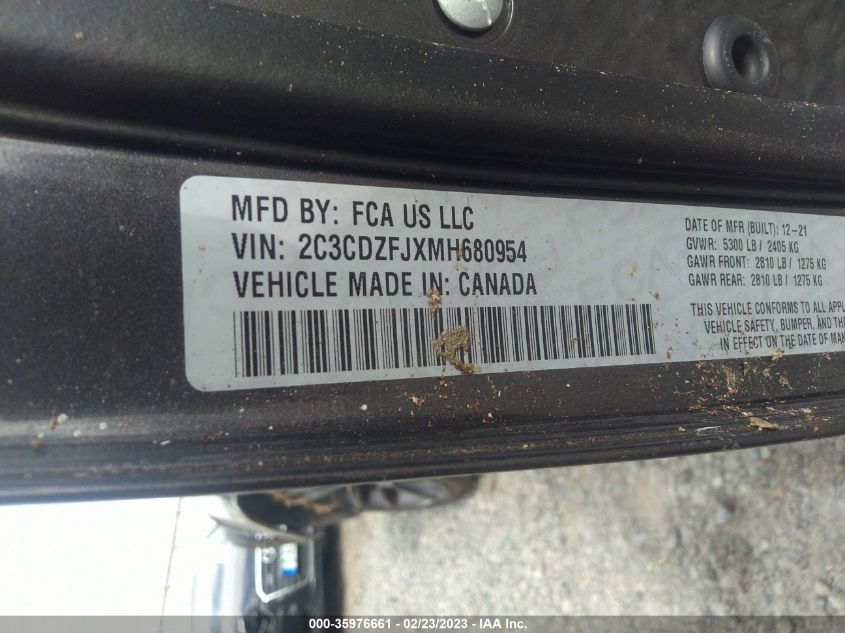 MFD BY: FCA US LLC
VIN: 2C3CDZFJXMH680954
VEHICLE MADE IN: CANADA
DATE OF MFR (BUILT): 12-21
GVWR: 5300 LB / 2405 KG
GAWR FRONT: 2810 LB / 1275 KG
GAWR REAR: 2810 LB / 1275 KG
THIS VEHICLE CONFORMS TO ALL APPL
VEHICLE SAFETY, BUMPER, AND THE
IN EFFECT ON THE DATE OF MAN
000-35976661 - 02/23/2023 - IAA Inc.